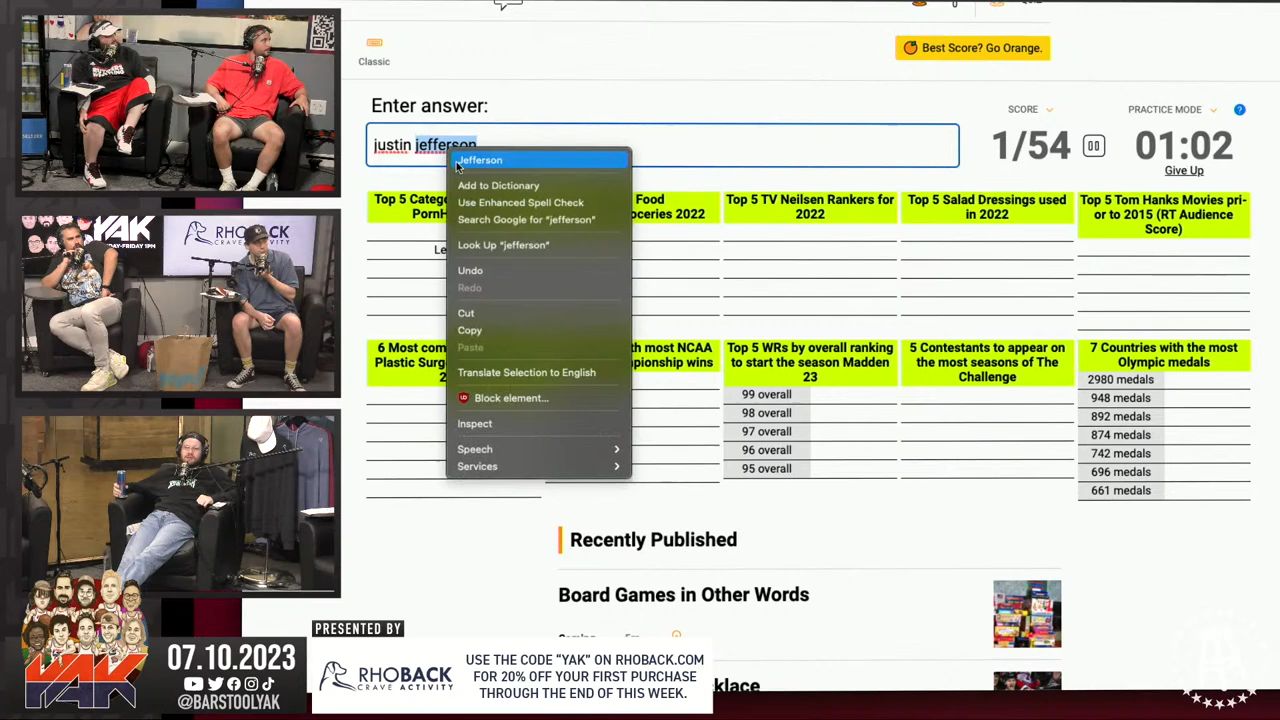 Classic
Best Score? Go Orange.
Enter answer:
justin jefferson
SCORE
1/54
PRACTICE MODE
?
01:02
Give Up
Jefferson
Add to Dictionary
Use Enhanced Spell Check
Search Google for "jefferson"
Look Up "jefferson"
Undo
Redo
Cut
Copy
Paste
Translate Selection to English
Block element...
Inspect
Speech
Services
Top 5 Categ
PornH
Le
Food
oceries 2022
Top 5 TV Neilsen Rankers for
2022
Top 5 Salad Dressings used
in 2022
Top 5 Tom Hanks Movies pri-
or to 2015 (RT Audience
Score)
6 Most com
Plastic Surg
2
th most NCAA
pionship wins
Top 5 WRs by overall ranking
to start the season Madden
23
99 overall
98 overall
97 overall
96 overall
95 overall
5 Contestants to appear on
the most seasons of The
Challenge
7 Countries with the most
Olympic medals
2980 medals
948 medals
892 medals
874 medals
742 medals
696 medals
661 medals
Recently Published
Board Games in Other Words
cklace
RHOBACK
CRAVE ACTIVITY
YAK
07.10.2023
@BARSTOOLYAK
PRESENTED BY
RHOBACK
CRAVE ACTIVITY
USE THE CODE "YAK" ON RHOBACK.COM
FOR 20% OFF YOUR FIRST PURCHASE
THROUGH THE END OF THIS WEEK.